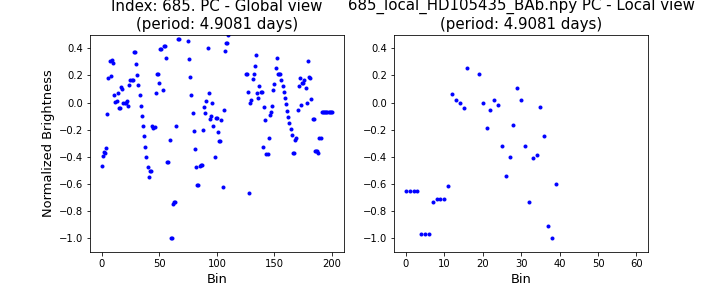 Index: 685. PC - Global view
(period: 4.9081 days)
685_local_HD105435_BAb.npy PC - Local view
(period: 4.9081 days)
Normalized Brightness
0.4
0.2
0.0
−0.2
−0.4
−0.6
−0.8
−1.0
0 50 100 150 200
Bin
0.4
0.2
0.0
−0.2
−0.4
−0.6
−0.8
−1.0
0 10 20 30 40 50 60
Bin